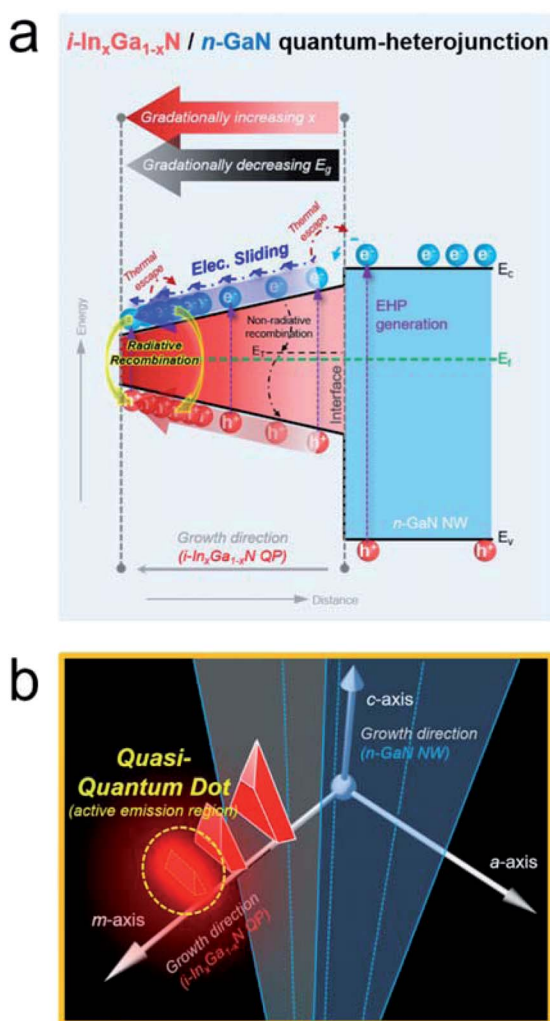 a
i-InxGa1-xN / n-GaN quantum-heterojunction
Gradationally increasing x
Gradationally decreasing Eg
Thermal
escape
Thermal
escape
Elec. Sliding
e-
e-
e-
e-
e-
e-
e-
e-
Ec
Energy
Non-radiative
recombination
EHP
generation
Radiative
Recombination
ET
Ef
Interface
h+
h+
h+
h+
h+
h+
h+
h+
n-GaN NW
Ev
h+
h+
Growth direction
(i-InxGa1-xN QP)
Distance
b
c-axis
Growth direction
(n-GaN NW)
Quasi-
Quantum Dot
(active emission region)
a-axis
m-axis
Growth direction
(i-InxGa1-xN QP)